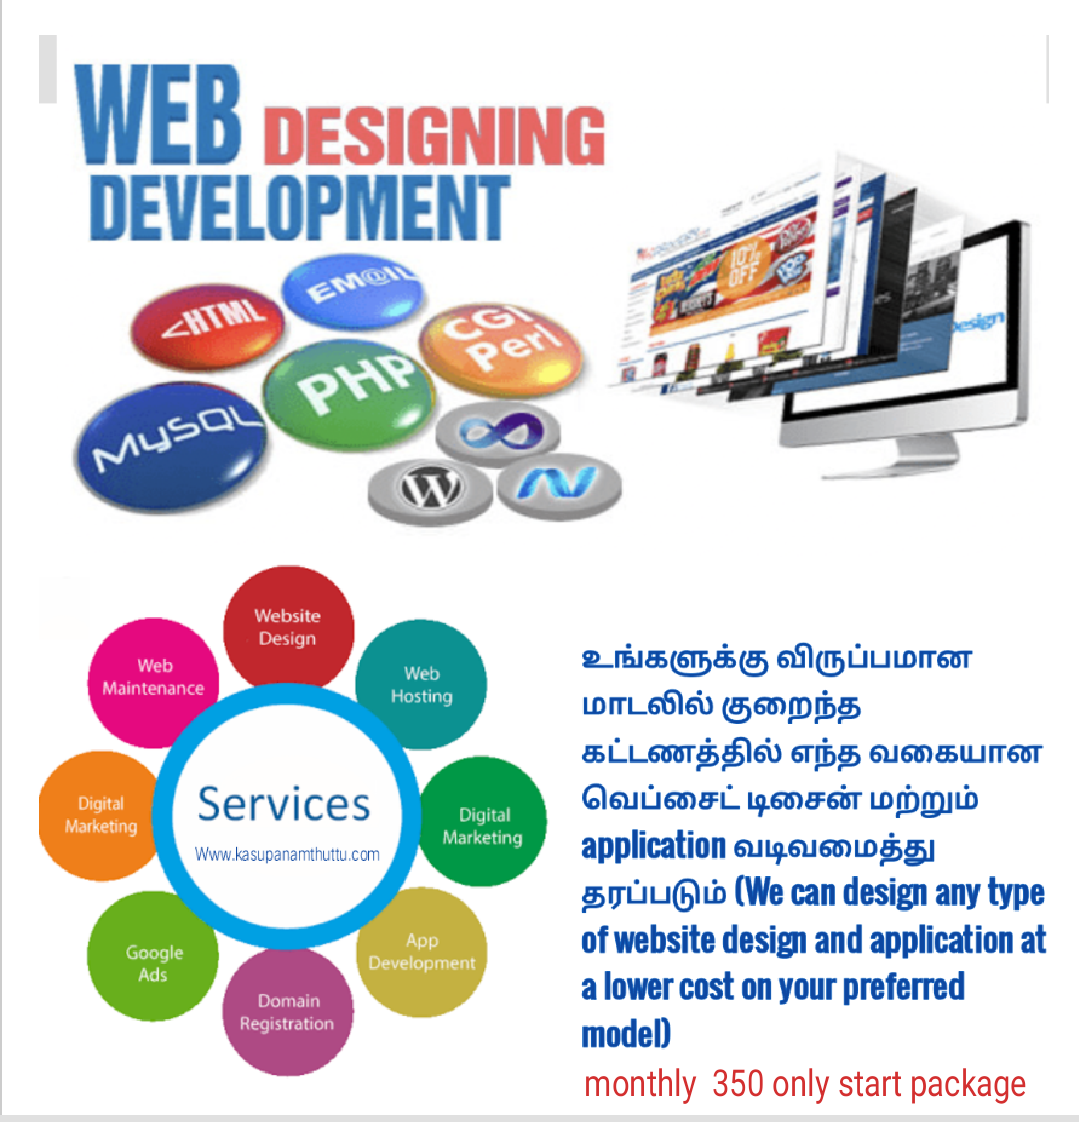 WEB DESIGNING
DEVELOPMENT
EM@IL
<HTML
CGI
Perl
PHP
MySQL
10%
OFF
Design
Website
Design
Web
Maintenance
Web
Hosting
Digital
Marketing
Services
Www.kasupanamthuttu.com
Digital
Marketing
Google
Ads
App
Development
Domain
Registration
உங்களுக்கு விருப்பமான
மாடலில் குறைந்த
கட்டணத்தில் எந்த வகையான
வெப்சைட் டிசைன் மற்றும்
application வடிவமைத்து
தரப்படும் (We can design any type
of website design and application at
a lower cost on your preferred
model)
monthly 350 only start package